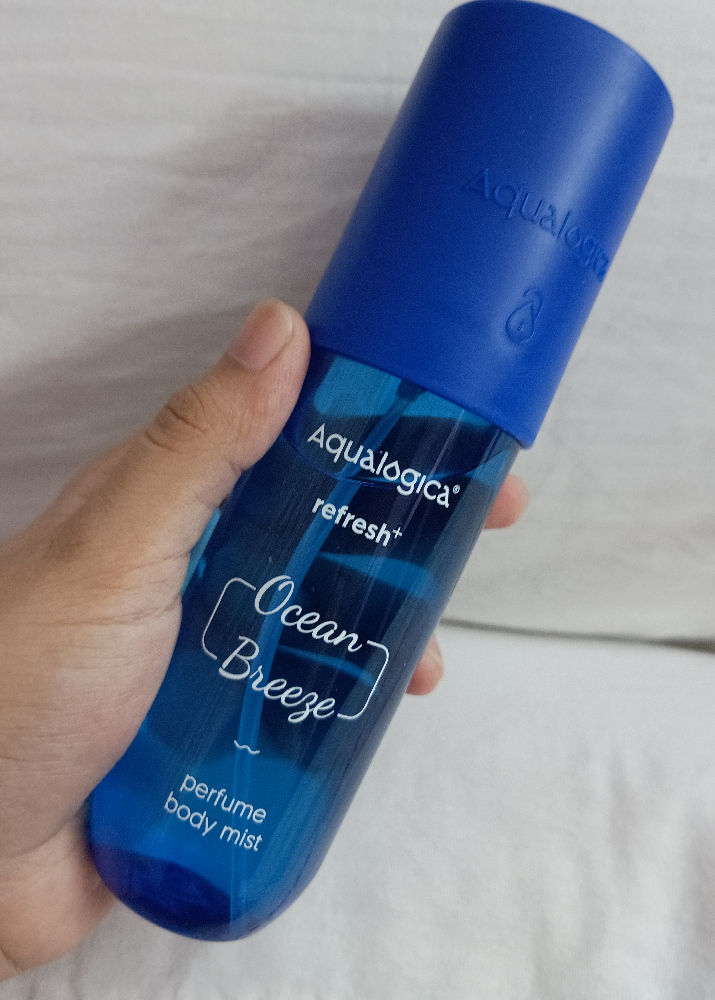 Aqualogica
Aqualogica®
refresh+
Ocean
Breeze
perfume
body mist